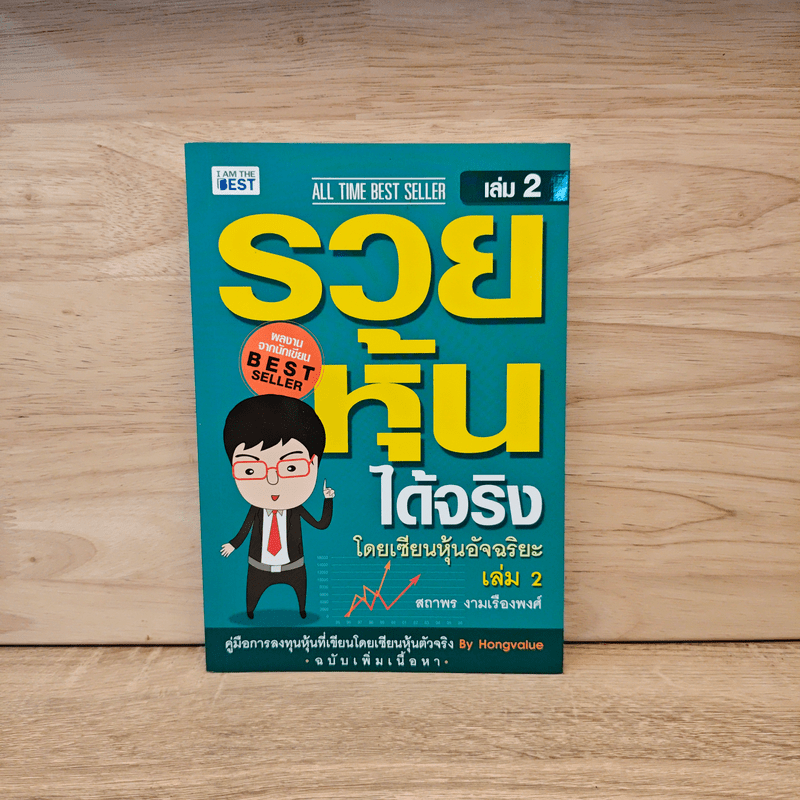 I AM THE
BEST
ALL TIME BEST SELLER
เล่ม 2
รวย
หุ้น
ผลงาน
จากนักเขียน
BEST
SELLER
ได้จริง
โดยเซียนหุ้นอัจฉริยะ
เล่ม 2
สถาพร งามเรืองพงศ์
คู่มือการลงทุนหุ้นที่เขียนโดยเซียนหุ้นตัวจริง By Hongvalue
· ฉบับเพิ่มเนื้อหา ·